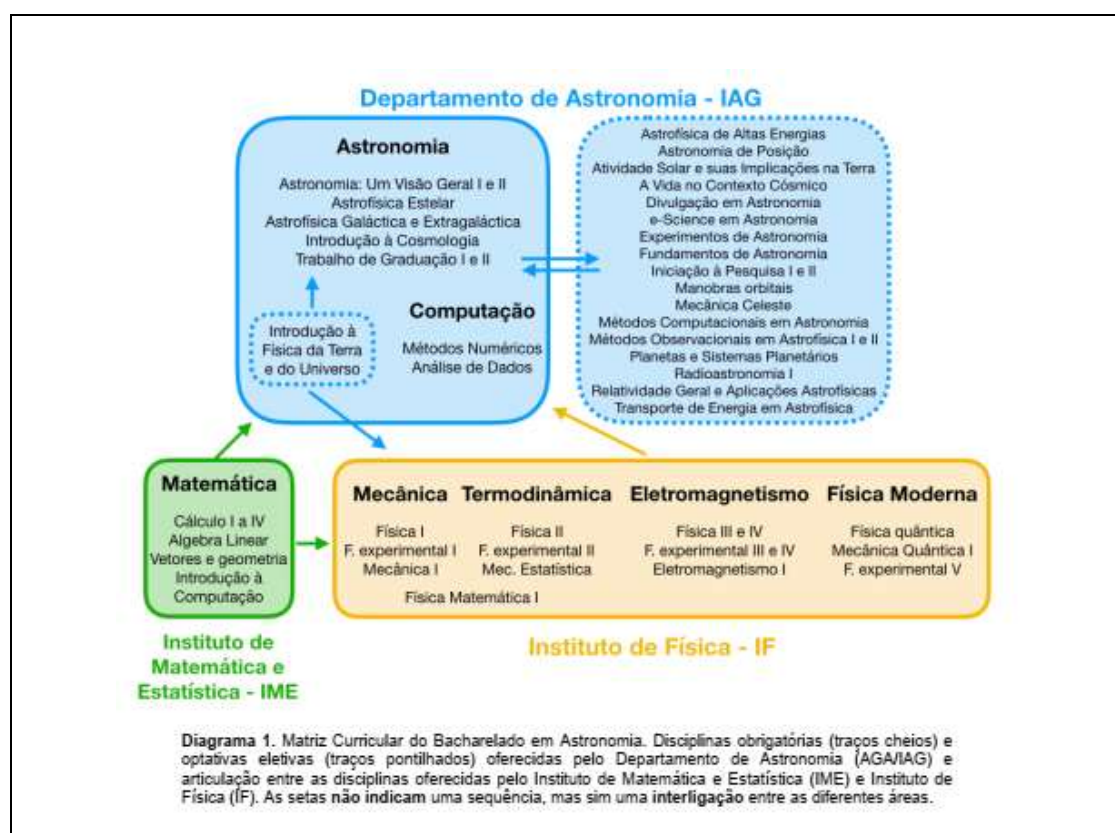 Departamento de Astronomia - IAG
Astronomia
Astronomia: Um Visão Geral I e II
Astrofísica Estelar
Astrofísica Galáctica e Extragaláctica
Introdução à Cosmologia
Trabalho de Graduação I e II
Computação
Métodos Numéricos
Análise de Dados
Introdução à
Física da Terra
e do Universo
Astrofísica de Altas Energias
Astronomia de Posição
Atividade Solar e suas Implicações na Terra
A Vida no Contexto Cósmico
Divulgação em Astronomia
e-Science em Astronomia
Experimentos de Astronomia
Fundamentos de Astronomia
Iniciação à Pesquisa I e II
Manobras orbitais
Mecânica Celeste
Métodos Computacionais em Astronomia
Métodos Observacionais em Astrofísica I e II
Planetas e Sistemas Planetários
Radioastronomia I
Relatividade Geral e Aplicações Astrofísicas
Transporte de Energia em Astrofísica
Matemática
Cálculo I a IV
Algebra Linear
Vetores e geometria
Introdução à
Computação
Instituto de
Matemática e
Estatística - IME
Mecânica
Física I
F. experimental I
Mecânica I
Termodinâmica
Física II
F. experimental II
Mec. Estatística
Física Matemática I
Eletromagnetismo
Física III e IV
F. experimental III e IV
Eletromagnetismo I
Física Moderna
Física quântica
Mecânica Quântica I
F. experimental V
Instituto de Física - IF
Diagrama 1. Matriz Curricular do Bacharelado em Astronomia. Disciplinas obrigatórias (traços cheios) e
optativas eletivas (traços pontilhados) oferecidas pelo Departamento de Astronomia (AGA/IAG) e
articulação entre as disciplinas oferecidas pelo Instituto de Matemática e Estatística (IME) e Instituto de
Física (IF). As setas não indicam uma sequência, mas sim uma interligação entre as diferentes áreas.